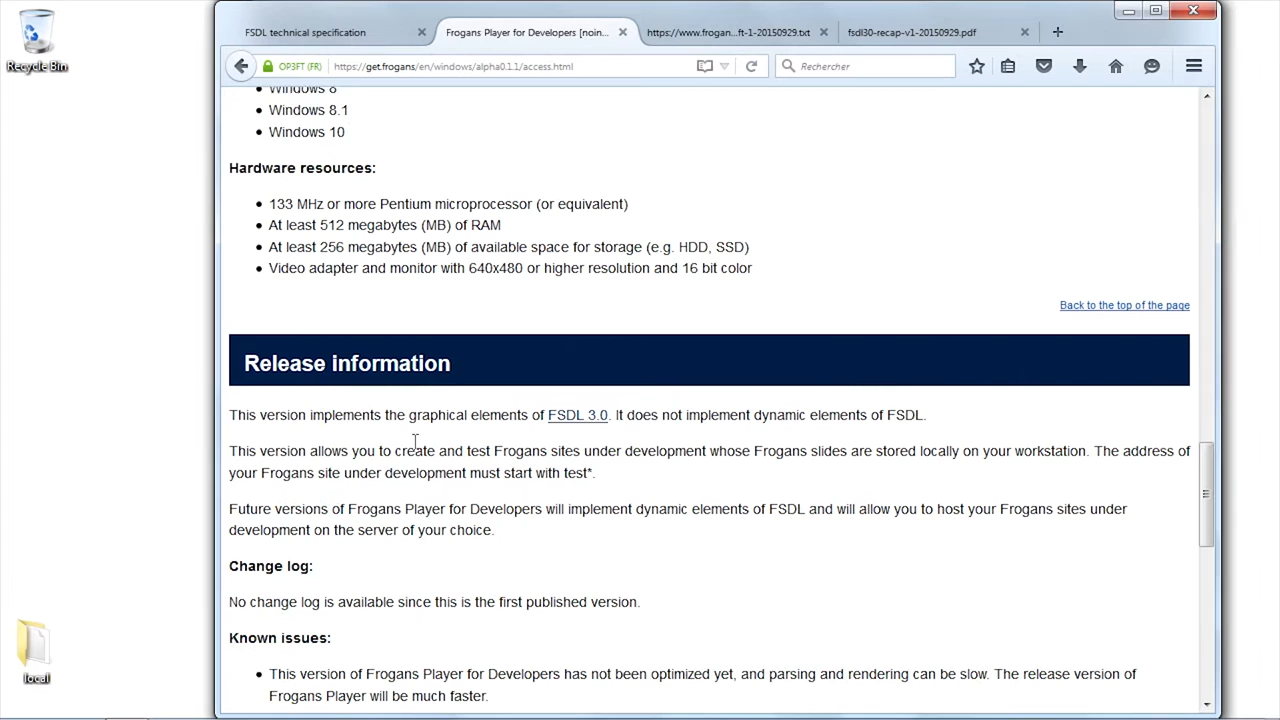 FSDL technical specification
Frogans Player for Developers [noin...
https://www.frogan...ft-1-20150929.txt
fsdl30-recap-v1-20150929.pdf
OP3FT (FR)
https://get.frogans/en/windows/alpha0.1.1/access.html
Rechercher
Recycle Bin
Windows 8
Windows 8.1
Windows 10
Hardware resources:
133 MHz or more Pentium microprocessor (or equivalent)
At least 512 megabytes (MB) of RAM
At least 256 megabytes (MB) of available space for storage (e.g. HDD, SSD)
Video adapter and monitor with 640x480 or higher resolution and 16 bit color
Back to the top of the page
Release information
This version implements the graphical elements of FSDL 3.0. It does not implement dynamic elements of FSDL.
This version allows you to create and test Frogans sites under development whose Frogans slides are stored locally on your workstation. The address of
your Frogans site under development must start with test*.
Future versions of Frogans Player for Developers will implement dynamic elements of FSDL and will allow you to host your Frogans sites under
development on the server of your choice.
Change log:
No change log is available since this is the first published version.
Known issues:
This version of Frogans Player for Developers has not been optimized yet, and parsing and rendering can be slow. The release version of
Frogans Player will be much faster.
local